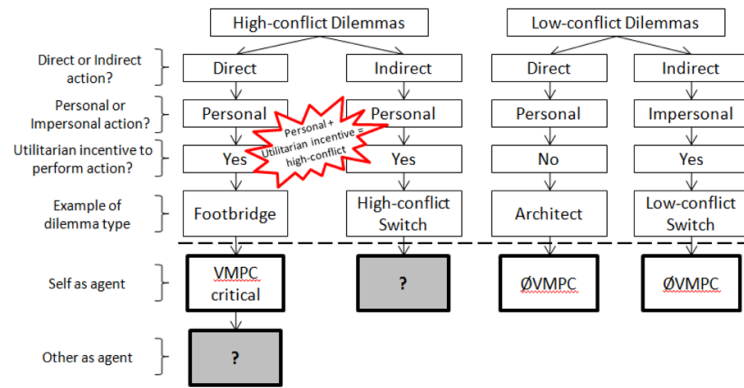 High-conflict Dilemmas
Low-conflict Dilemmas
Direct or Indirect
action?
Direct
Indirect
Direct
Indirect
Personal or
Impersonal action?
Personal
Personal
Personal
Impersonal
Personal +
Utilitarian incentive =
high-conflict
Utilitarian incentive to
perform action?
Yes
Yes
No
Yes
Example of
dilemma type
Footbridge
High-conflict
Switch
Architect
Low-conflict
Switch
Self as agent
VMPC
critical
?
ØVMPC
ØVMPC
Other as agent
?